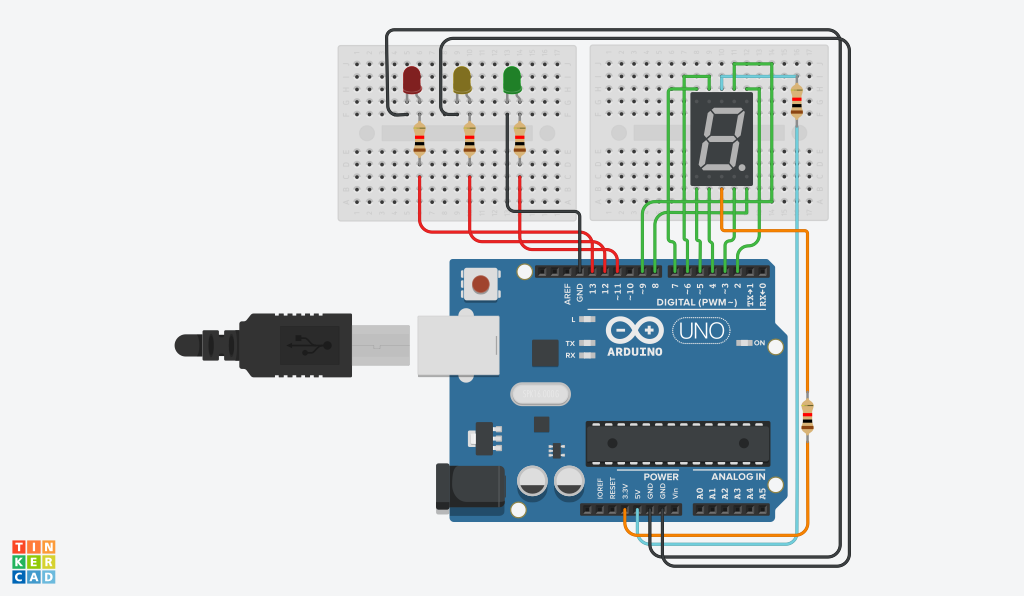 AREF
GND
13
12
~11
~10
~9
8
7
~6
~5
4
~3
2
TX→1
RX←0
DIGITAL (PWM~)
L
TX
RX
ARDUINO
UNO
ON
POWER
ANALOG IN
IOREF
RESET
3.3V
5V
GND
GND
Vin
A0
A1
A2
A3
A4
A5
TIN
KER
CAD